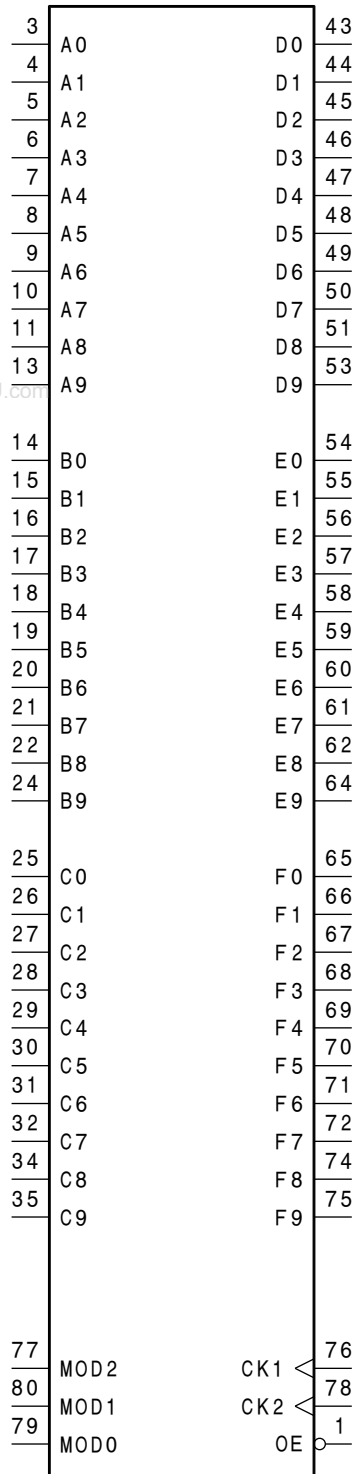 3 A0 D0 43
4 A1 D1 44
5 A2 D2 45
6 A3 D3 46
7 A4 D4 47
8 A5 D5 48
9 A6 D6 49
10 A7 D7 50
11 A8 D8 51
13 A9 D9 53
.com
14 B0 E0 54
15 B1 E1 55
16 B2 E2 56
17 B3 E3 57
18 B4 E4 58
19 B5 E5 59
20 B6 E6 60
21 B7 E7 61
22 B8 E8 62
24 B9 E9 64
25 C0 F0 65
26 C1 F1 66
27 C2 F2 67
28 C3 F3 68
29 C4 F4 69
30 C5 F5 70
31 C6 F6 71
32 C7 F7 72
34 C8 F8 74
35 C9 F9 75
77 MOD2 CK1 76
80 MOD1 CK2 78
79 MOD0 OE 1